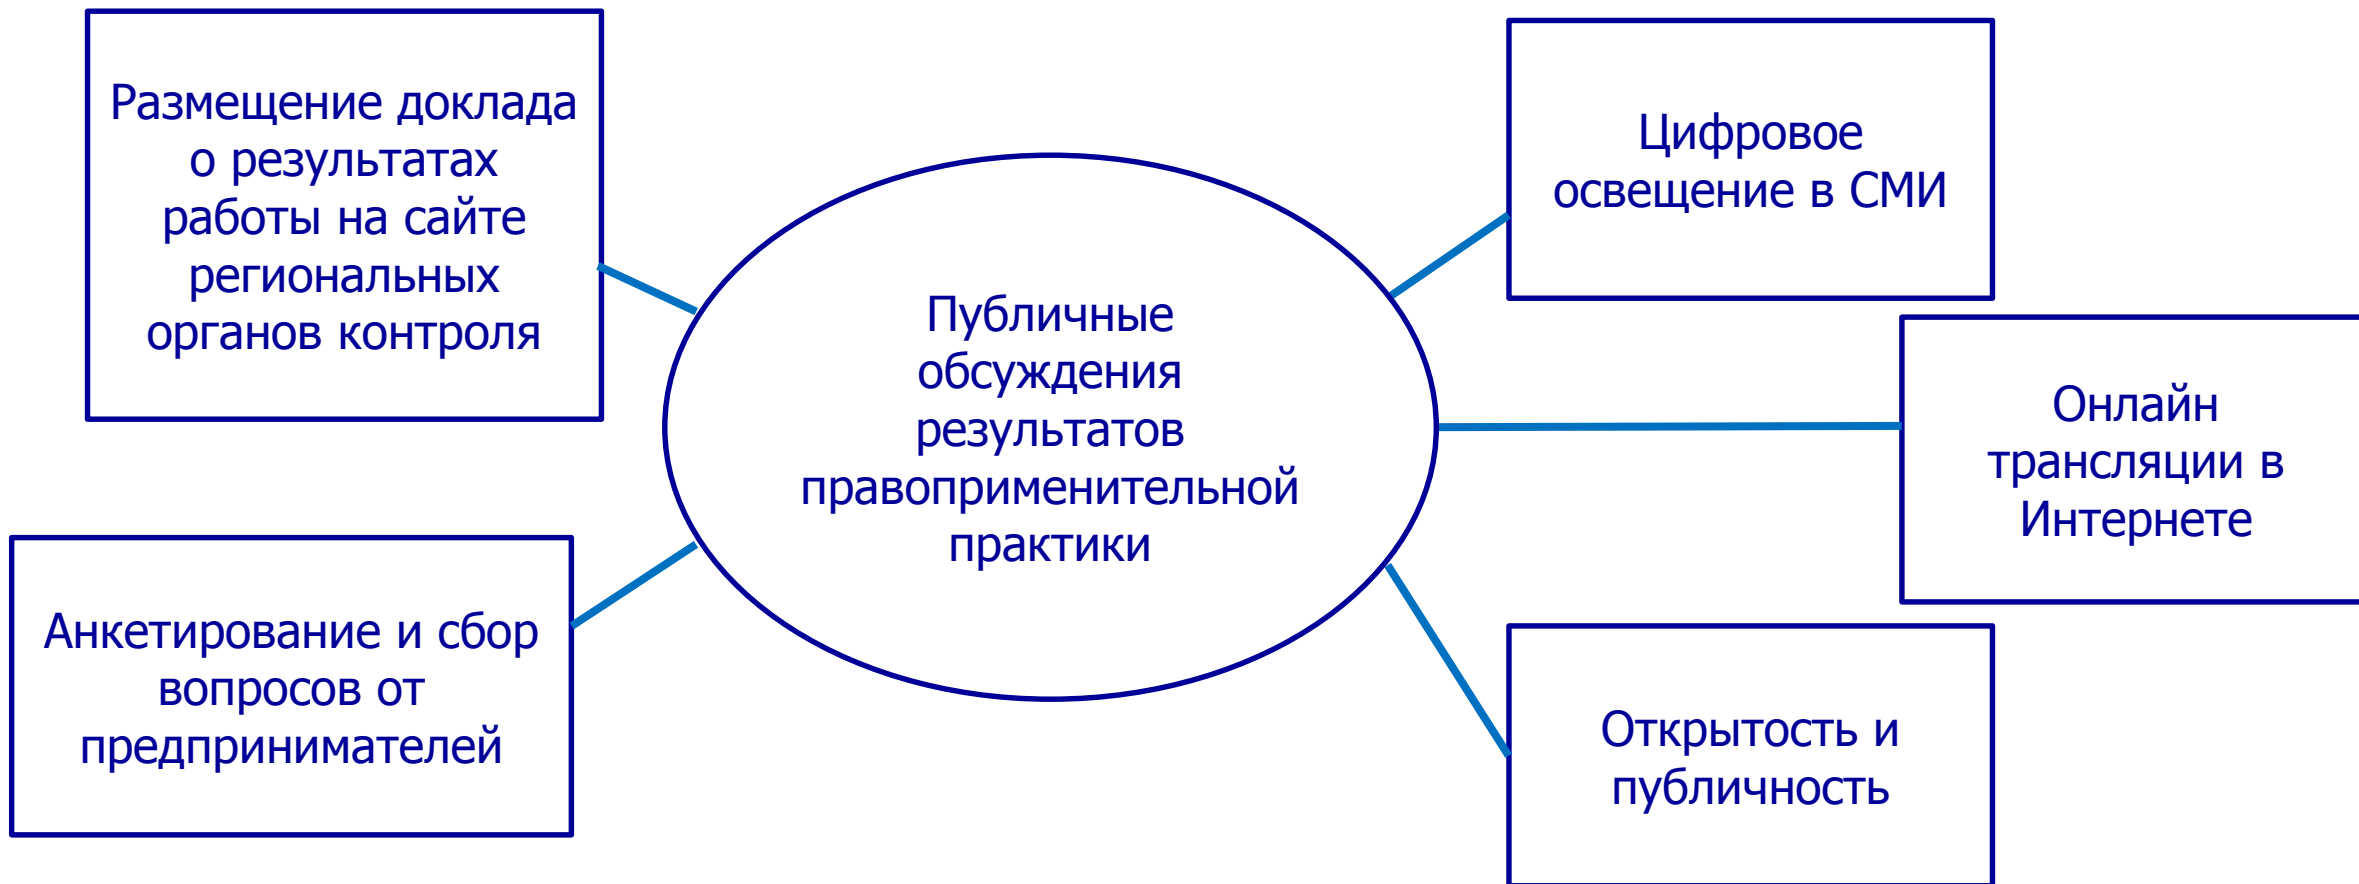 Размещение доклада
о результатах
работы на сайте
региональных
органов контроля
Анкетирование и сбор
вопросов от
предпринимателей
Публичные
обсуждения
результатов
правоприменительной
практики
Цифровое
освещение в СМИ
Онлайн
трансляции в
Интернете
Открытость и
публичность